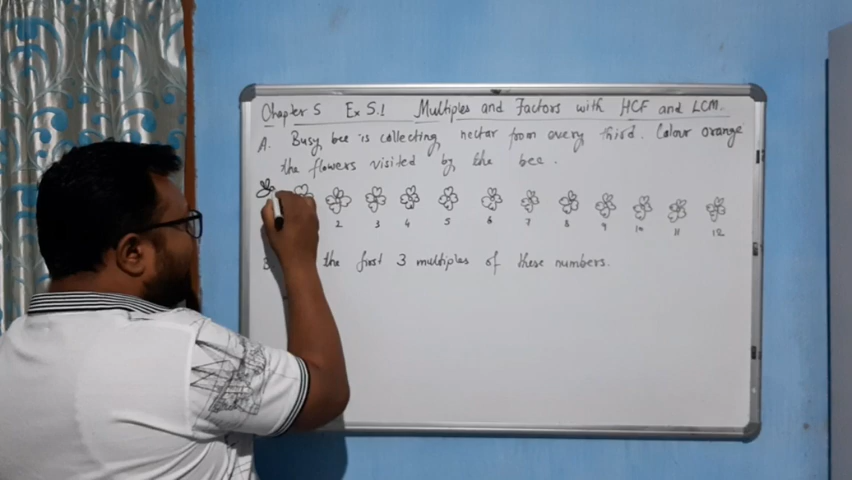 Chapter 5 Ex 5.1 Multiples and Factors with HCF and LCM.
A. Busy bee is collecting nectar from every third. Colour orange
the flowers visited by the bee.
2 3 4 5 6 7 8 9 10 11 12
the first 3 multiples of these numbers.